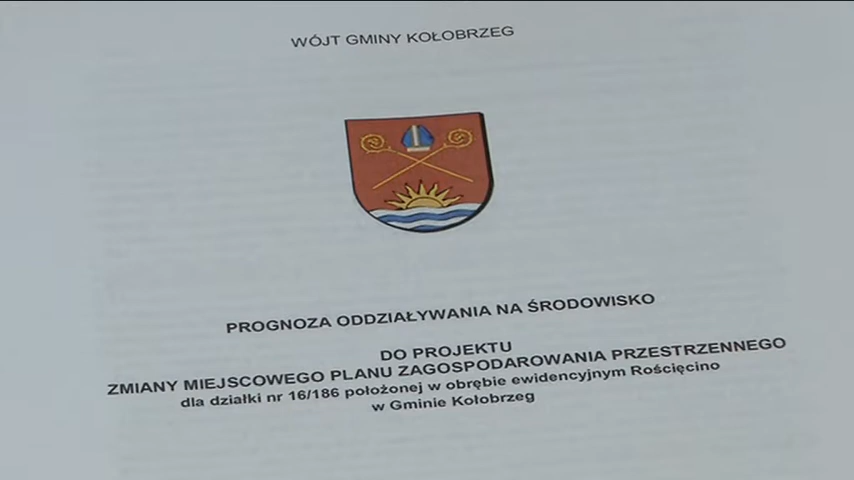 WÓJT GMINY KOŁOBRZEG
PROGNOZA ODDZIAŁYWANIA NA ŚRODOWISKO
DO PROJEKTU
ZMIANY MIEJSCOWEGO PLANU ZAGOSPODAROWANIA PRZESTRZENNEGO
dla działki nr 16/186 położonej w obrębie ewidencyjnym Rościęcino
w Gminie Kołobrzeg